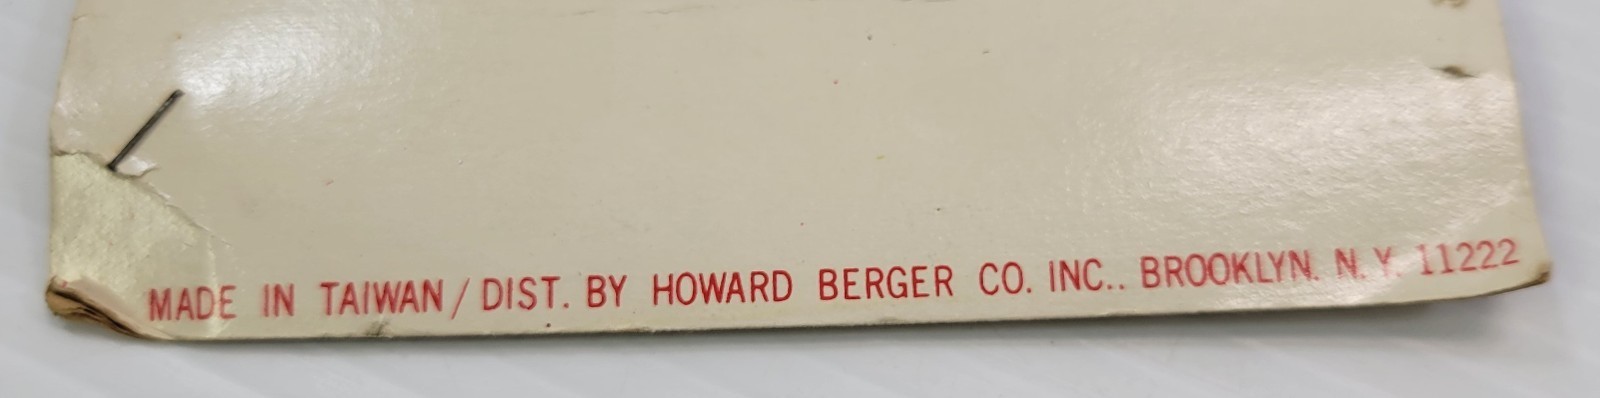 MADE IN TAIWAN / DIST. BY HOWARD BERGER CO. INC.. BROOKLYN. N. Y. 11222